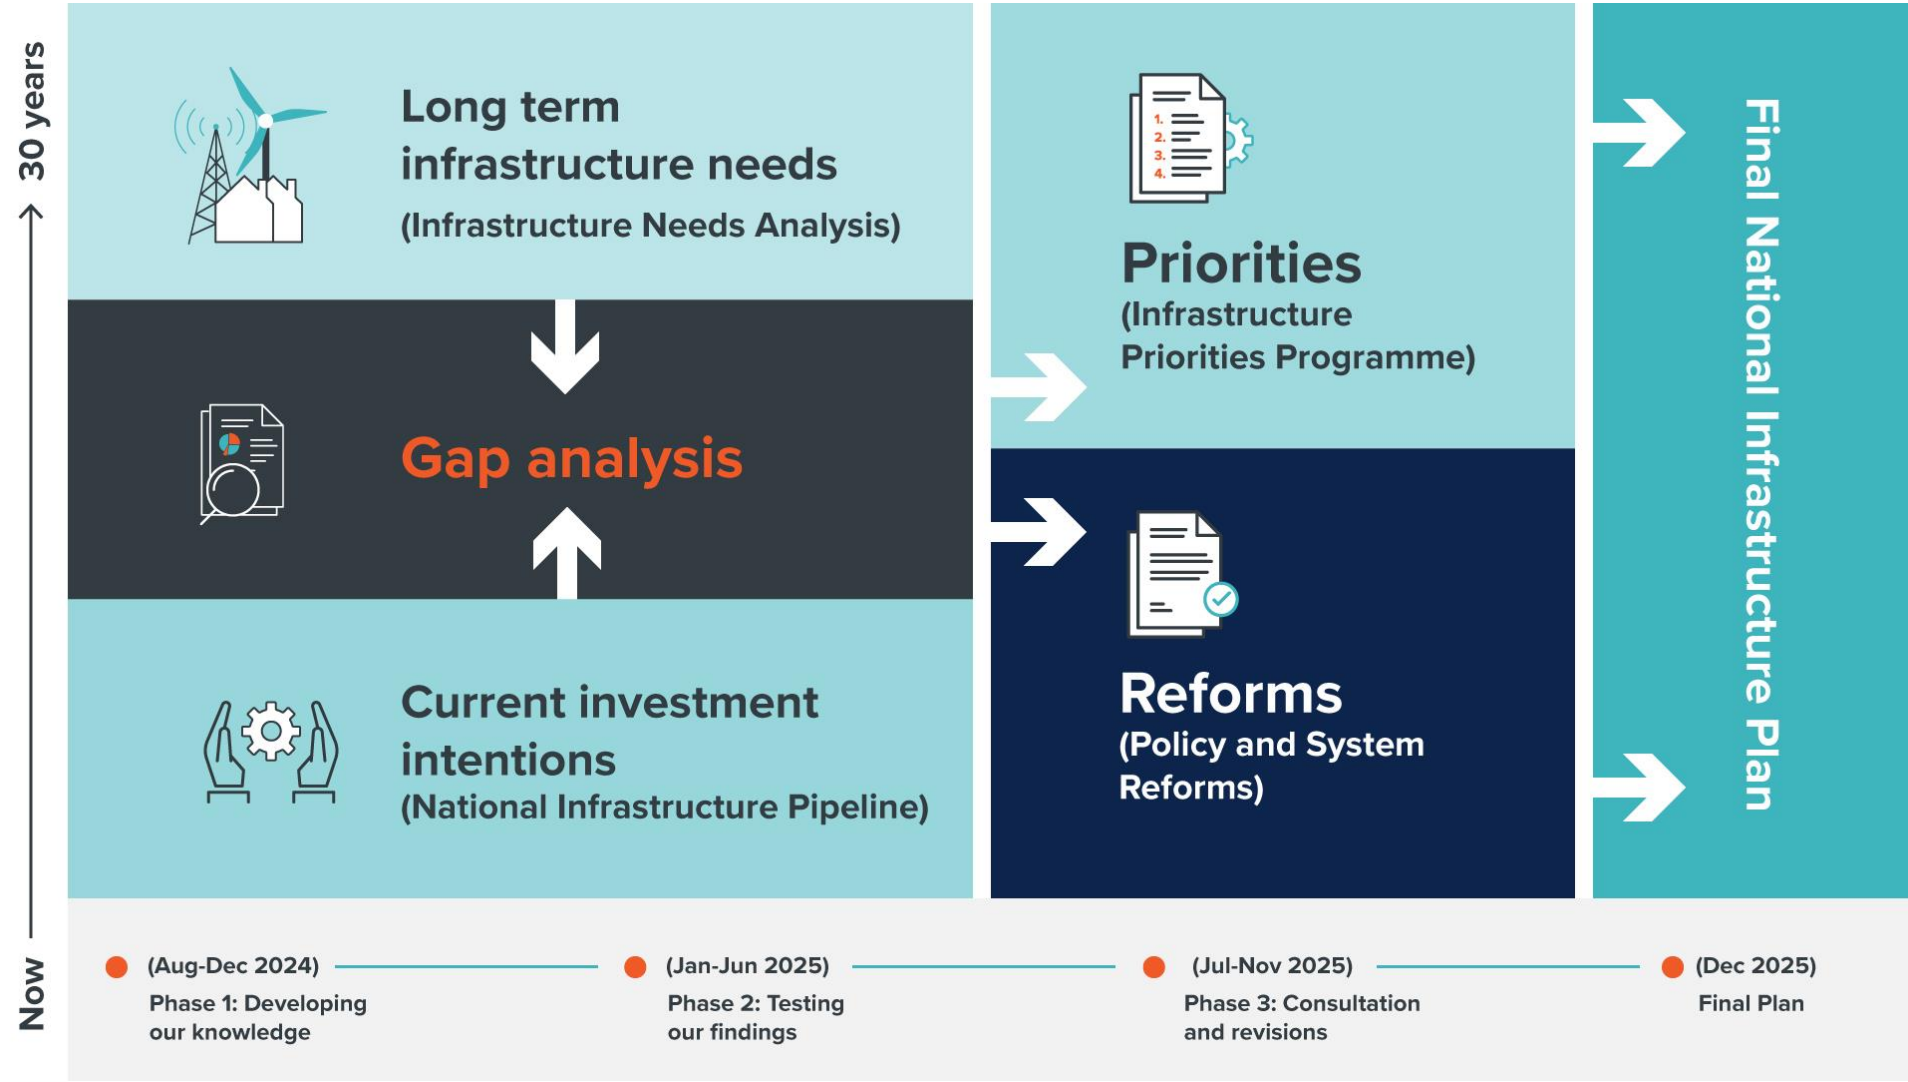 30 years
Now
Long term
infrastructure needs
(Infrastructure Needs Analysis)
Gap analysis
Current investment
intentions
(National Infrastructure Pipeline)
1.
2.
3.
4.
Priorities
(Infrastructure
Priorities Programme)
Reforms
(Policy and System
Reforms)
Final National Infrastructure Plan
(Aug-Dec 2024)
Phase 1: Developing
our knowledge
(Jan-Jun 2025)
Phase 2: Testing
our findings
(Jul-Nov 2025)
Phase 3: Consultation
and revisions
(Dec 2025)
Final Plan